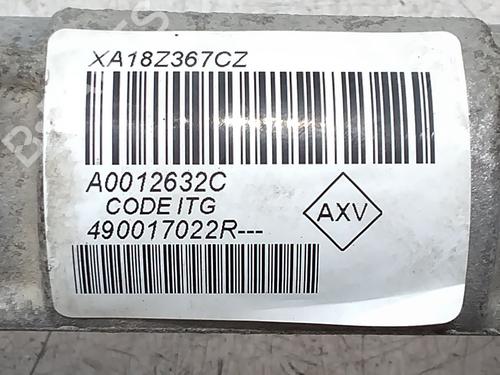 XA18Z367CZ
A0012632C
CODE ITG
AXV
490017022R---